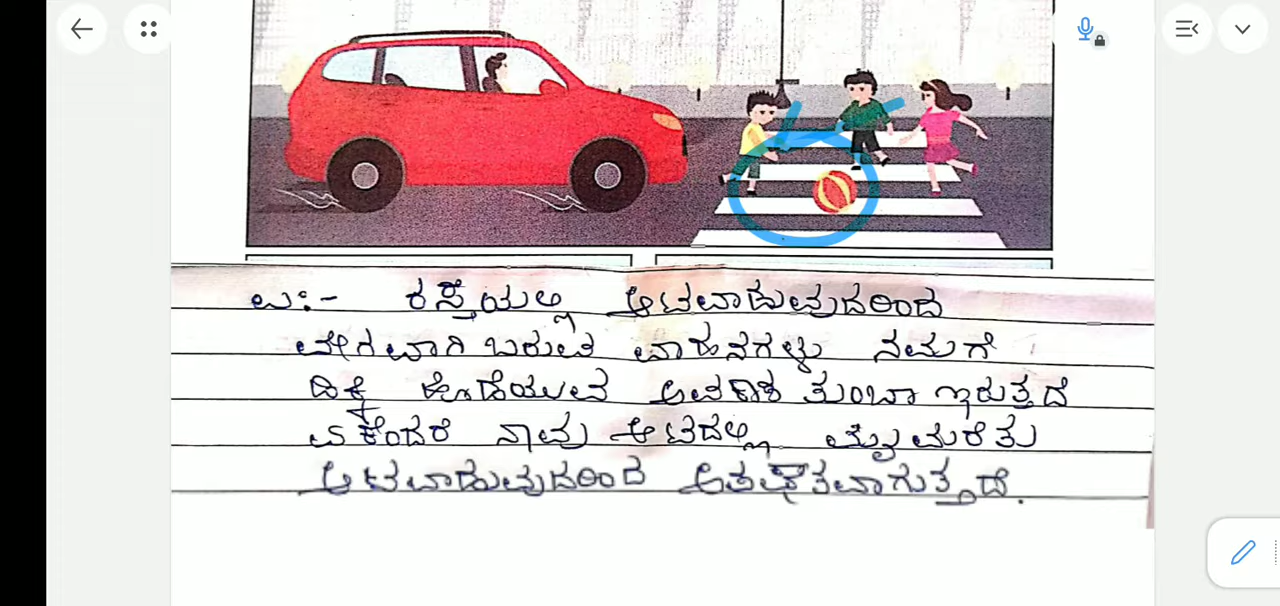 ಉ:- ರಸ್ತೆಯಲ್ಲಿ ಆಟವಾಡುವುದರಿಂದ
ವೇಗವಾಗಿ ಬರುವ ವಾಹನಗಳು ನಮಗೆ
ಡಿಕ್ಕಿ ಹೊಡೆಯುವ ಅವಕಾಶ ತುಂಬಾ ಇರುತ್ತದೆ
ಏಕೆಂದರೆ ನಾವು ಆಟದಲ್ಲಿ ಮೈಮರೆತು
ಆಟವಾಡುವುದರಿಂದ ಅಪಘಾತವಾಗುತ್ತದೆ.